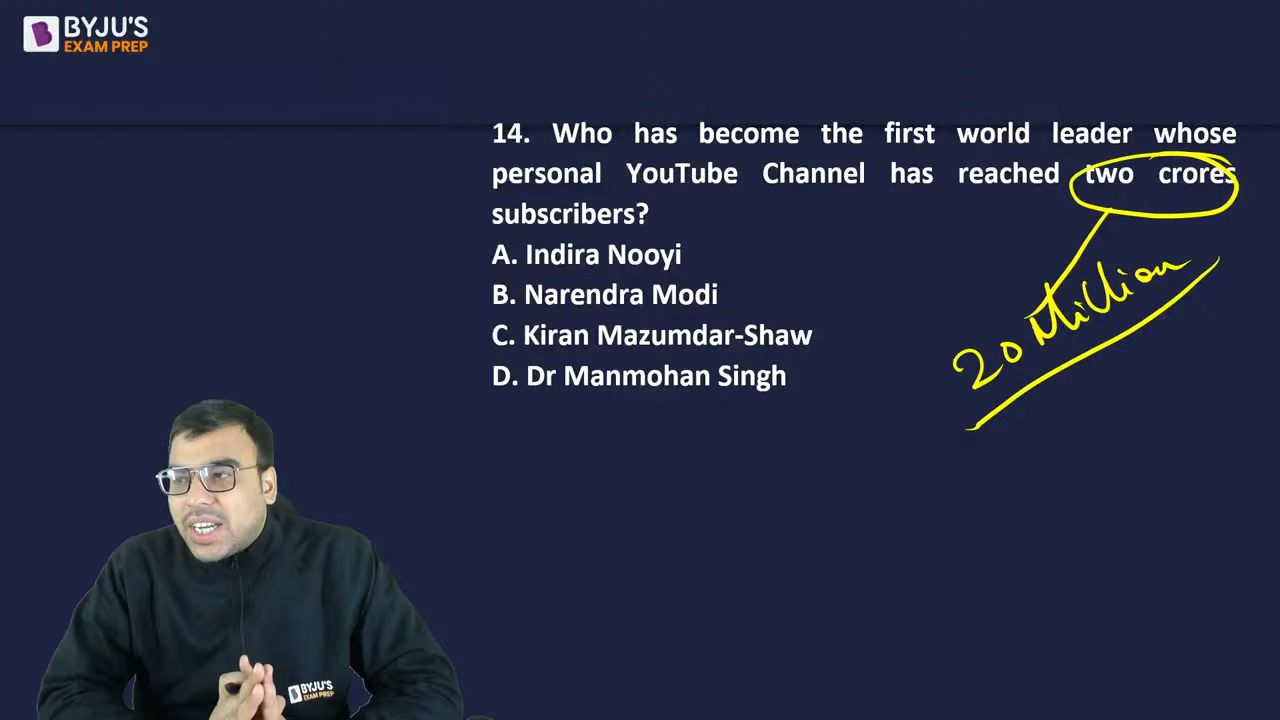 BYJU'S
EXAM PREP
14. Who has become the first world leader whose
personal YouTube Channel has reached two crores
subscribers?
A. Indira Nooyi
B. Narendra Modi
C. Kiran Mazumdar-Shaw
D. Dr Manmohan Singh
20 Million
BYJU'S
EXAM PREP